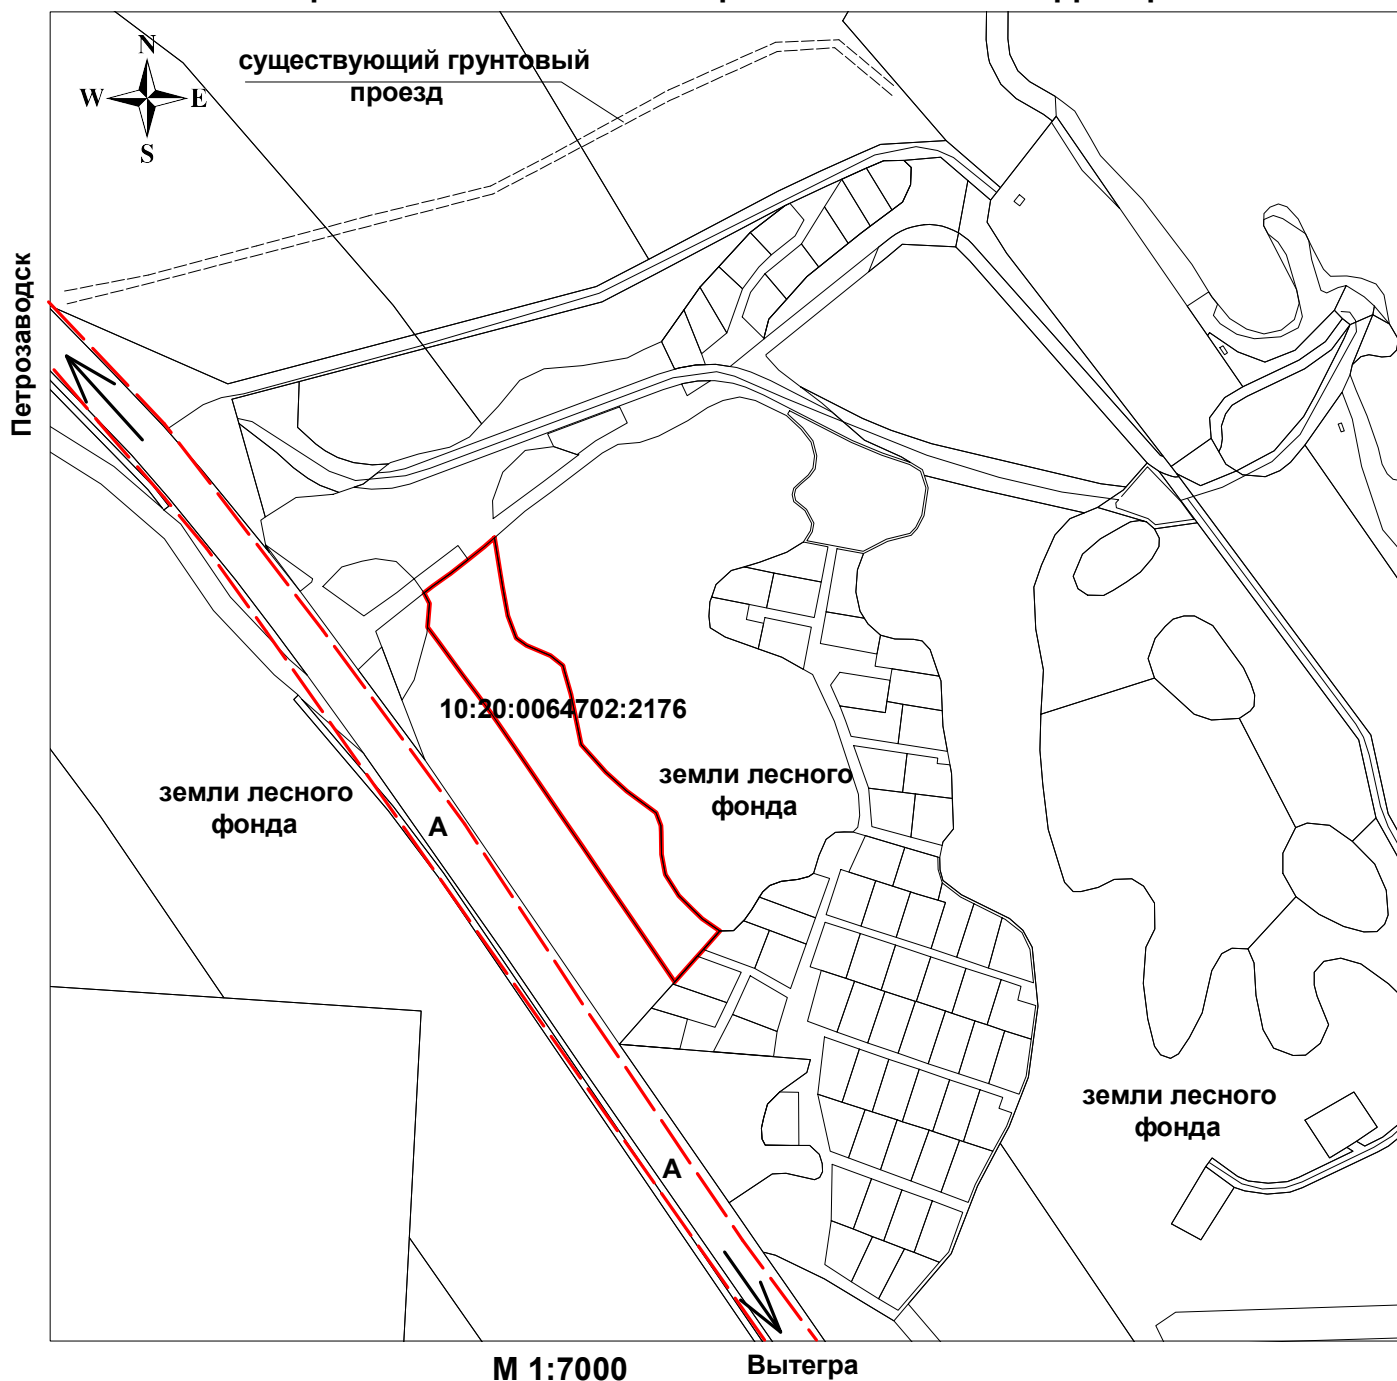 N
существующий грунтовый
проезд
W E
S
Петрозаводск
10:20:0064702:2176
земли лесного
фонда
земли лесного
фонда
А
земли лесного
фонда
А
М 1:7000
Вытегра